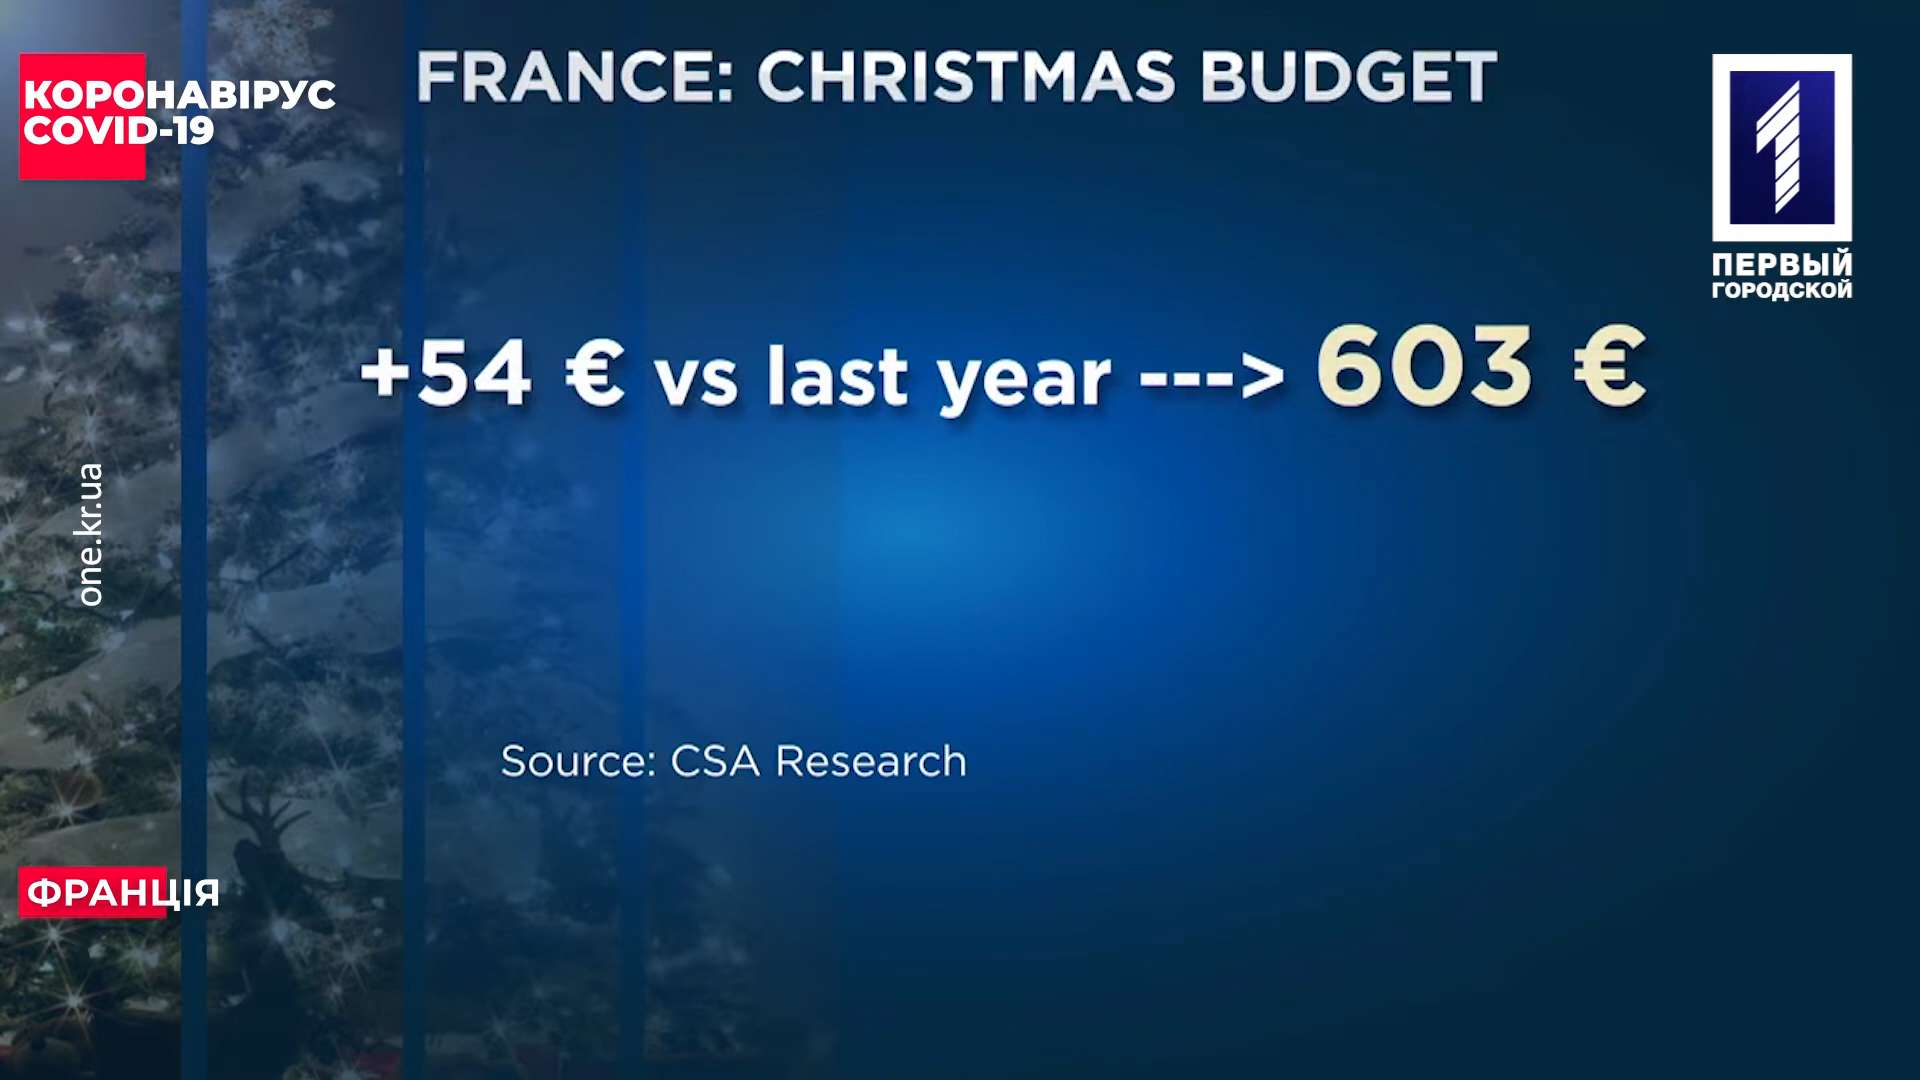 КОРОНАВІРУС
COVID-19
FRANCE: CHRISTMAS BUDGET
1
ПЕРВЫЙ
ГОРОДСКОЙ
+54 € vs last year ---> 603 €
one.kr.ua
Source: CSA Research
ФРАНЦІЯ